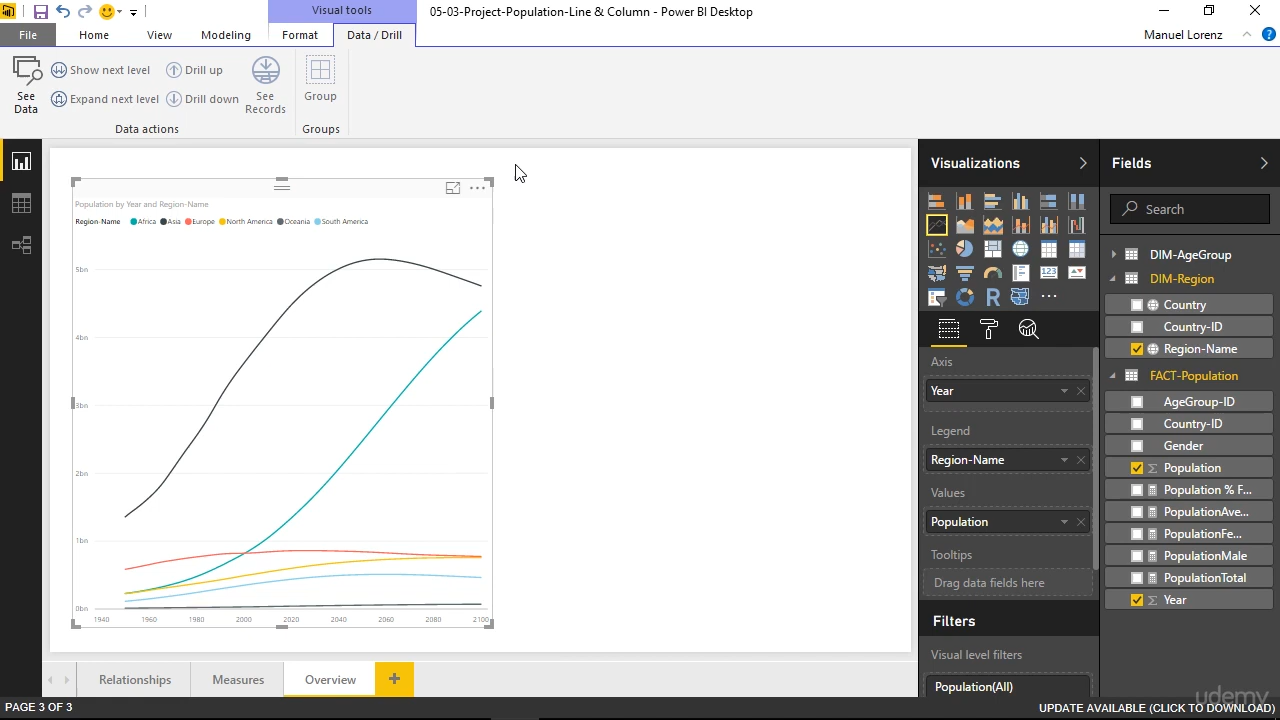 Visual tools
05-03-Project-Population-Line & Column - Power BI Desktop
File
Home
View
Modeling
Format
Data / Drill
Manuel Lorenz
See Data
Show next level
Expand next level
Drill up
Drill down
See Records
Group
Data actions
Groups
Population by Year and Region-Name
Region-Name Africa Asia Europe North America Oceania South America
5bn
4bn
3bn
2bn
1bn
0bn
1940 1960 1980 2000 2020 2040 2060 2080 2100
Visualizations
Axis
Year
Legend
Region-Name
Values
Population
Tooltips
Drag data fields here
Filters
Visual level filters
Population(All)
Fields
Search
DIM-AgeGroup
DIM-Region
Country
Country-ID
Region-Name
FACT-Population
AgeGroup-ID
Country-ID
Gender
Population
Population % F...
PopulationAve...
PopulationFe...
PopulationMale
PopulationTotal
Year
Relationships
Measures
Overview
PAGE 3 OF 3
udemy
UPDATE AVAILABLE (CLICK TO DOWNLOAD)